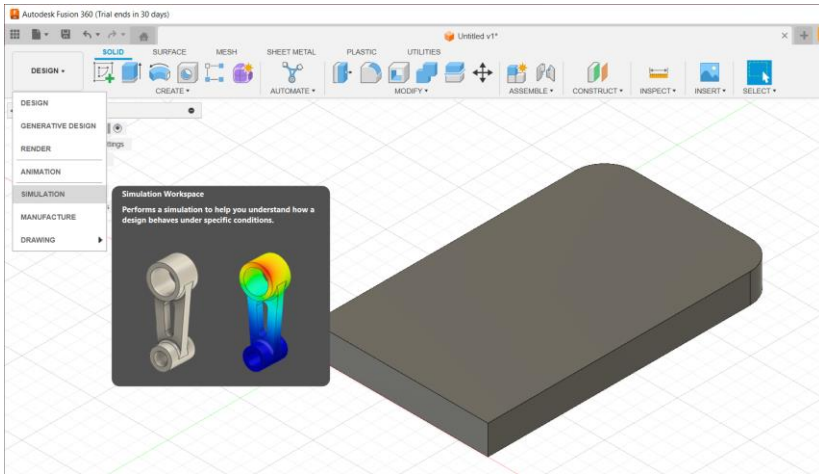 Autodesk Fusion 360 (Trial ends in 30 days)
Untitled v1*
SOLID SURFACE MESH SHEET METAL PLASTIC UTILITIES
DESIGN
CREATE AUTOMATE MODIFY ASSEMBLE CONSTRUCT INSPECT INSERT SELECT
DESIGN
GENERATIVE DESIGN
RENDER
ttings
ANIMATION
SIMULATION
MANUFACTURE
DRAWING
Simulation Workspace
Performs a simulation to help you understand how a
design behaves under specific conditions.